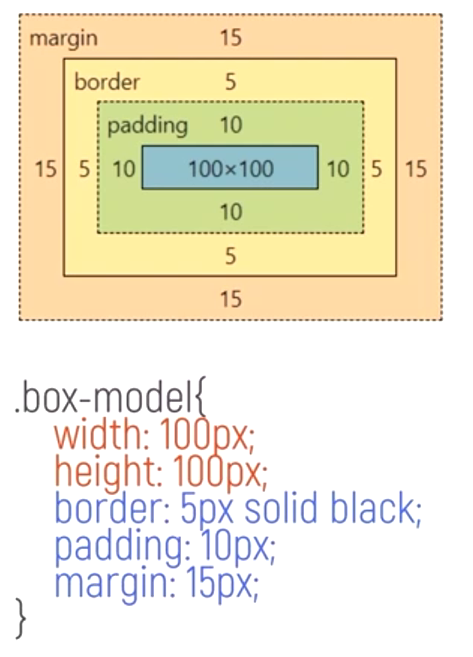 margin 15
border 5
padding 10
15 5 10 100×100 10 5 15
10
5
15
.box-model{
width: 100px;
height: 100px;
border: 5px solid black;
padding: 10px;
margin: 15px;
}